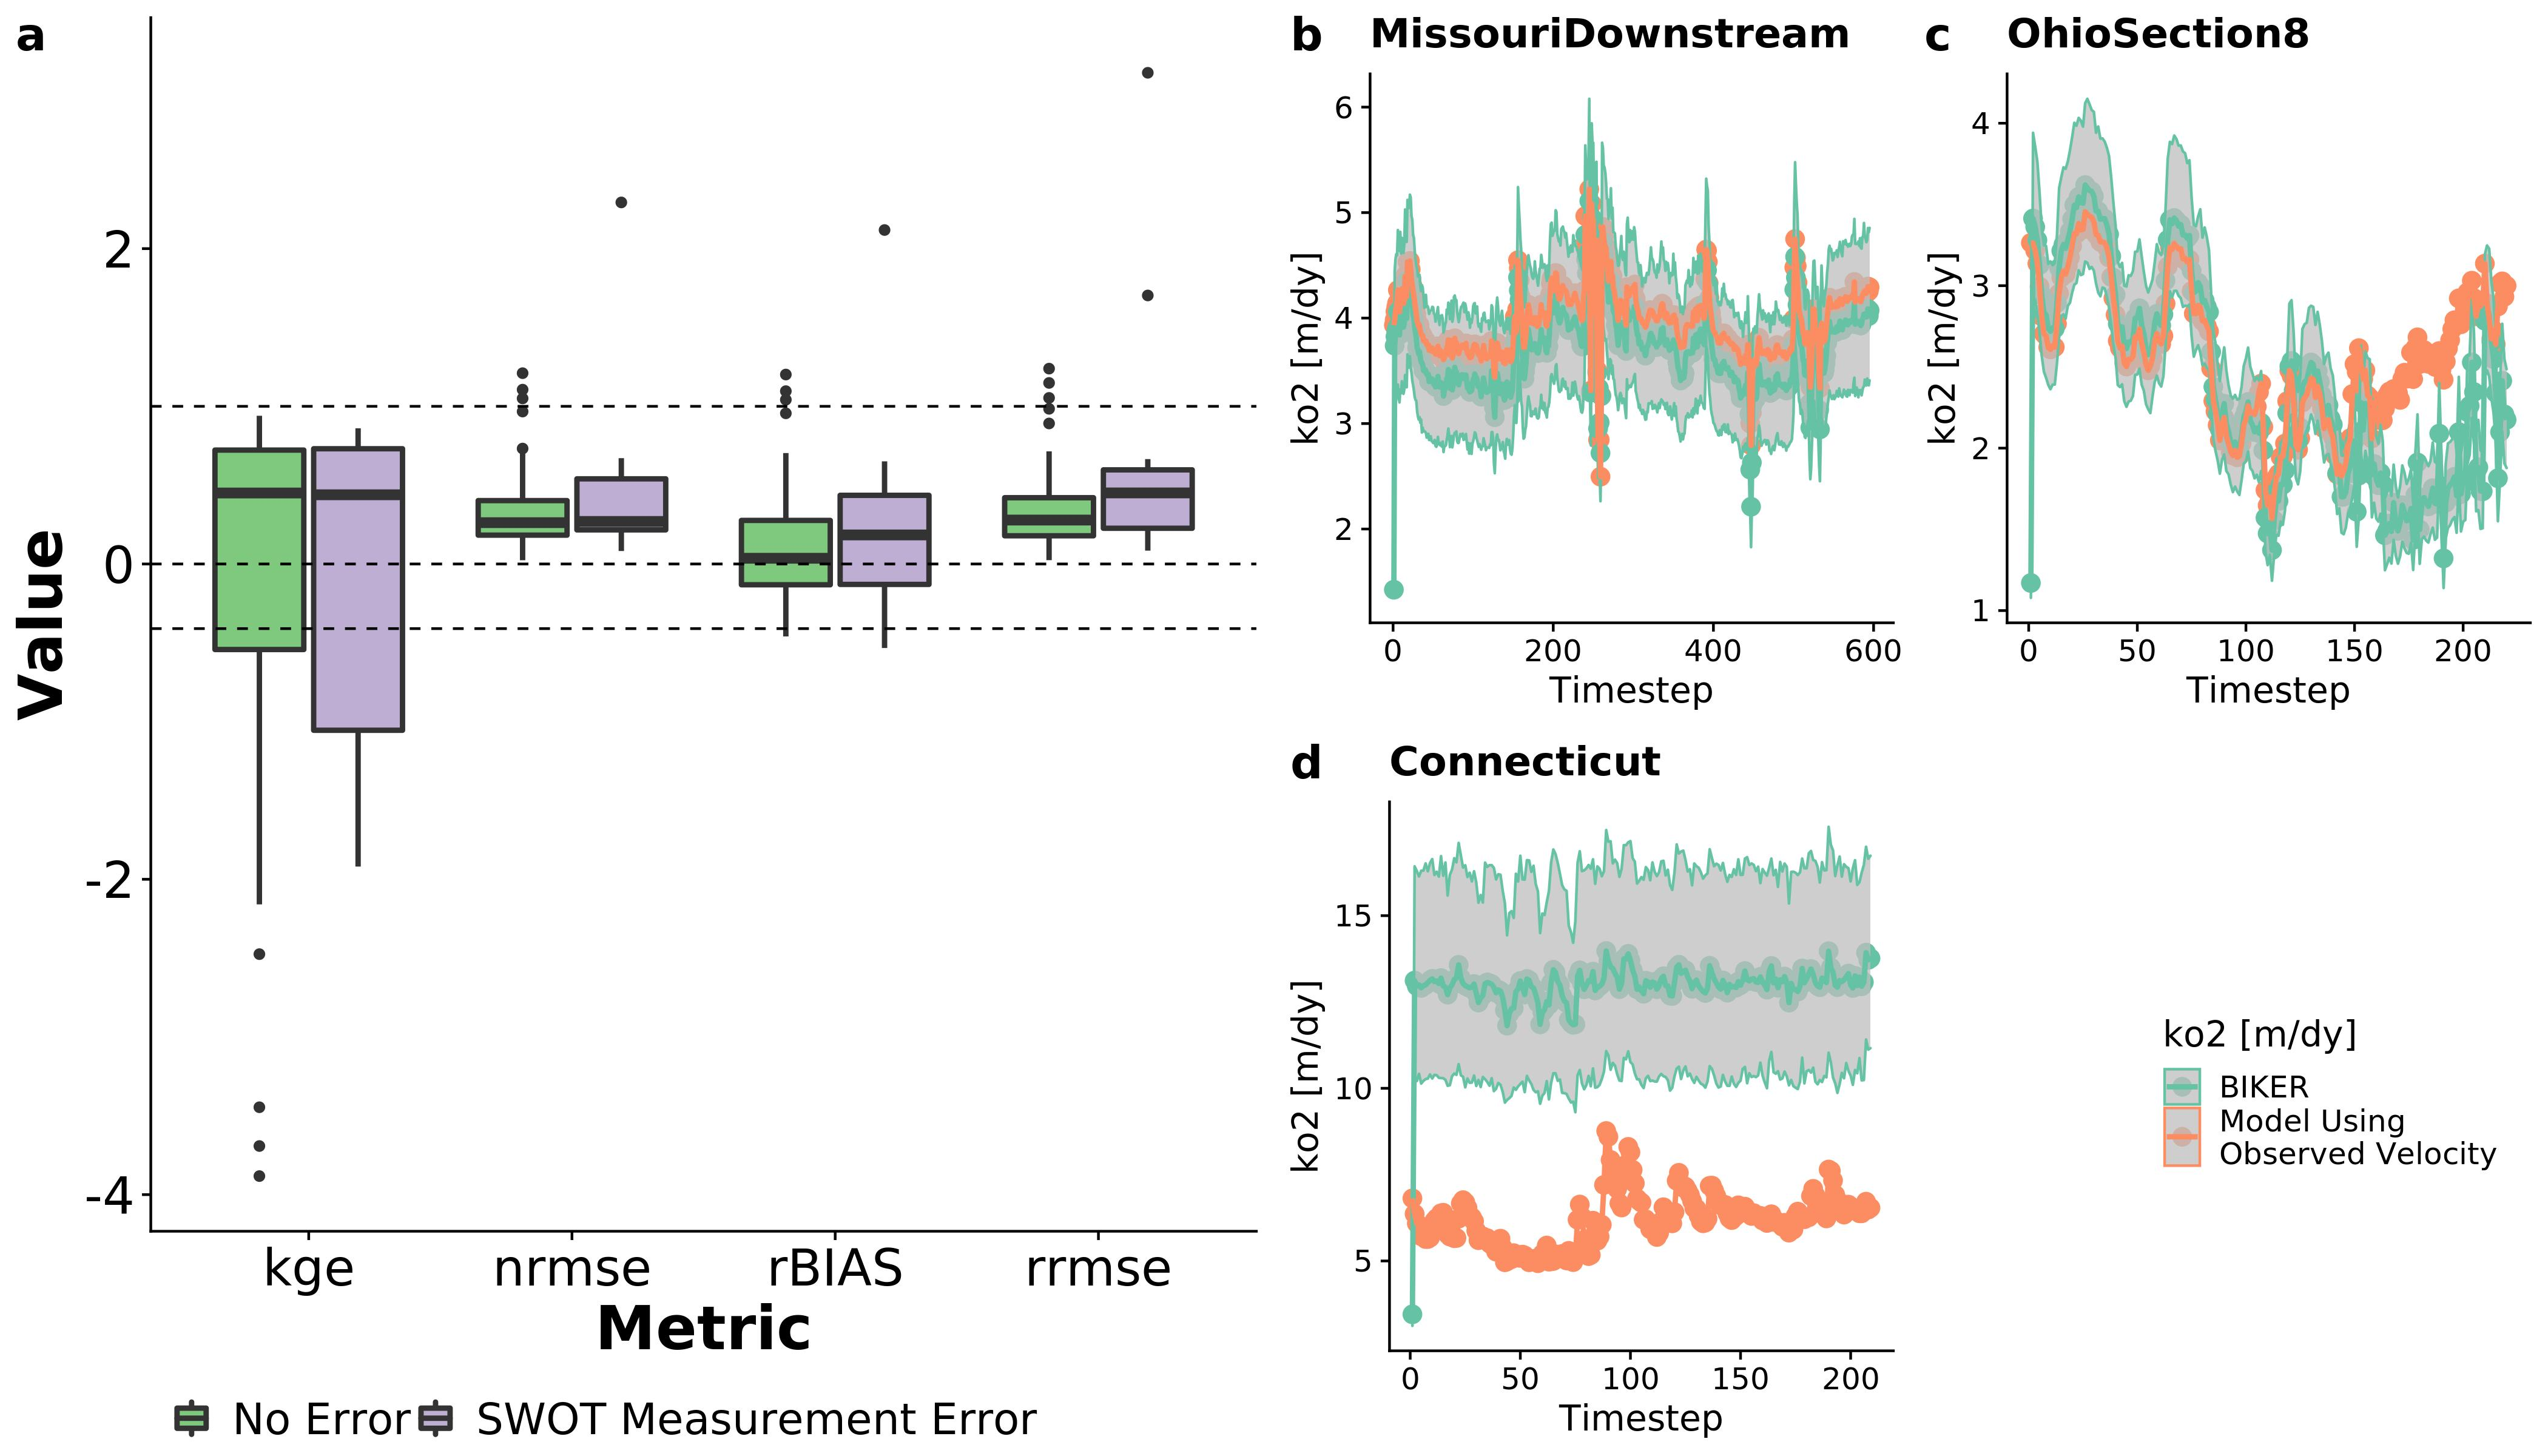 a
Value
2
0
-2
-4
kge nrmse rBIAS rrmse
Metric
No Error SWOT Measurement Error
b MissouriDownstream
ko2 [m/dy]
6
5
4
3
2
0 200 400 600
Timestep
c OhioSection8
ko2 [m/dy]
4
3
2
1
0 50 100 150 200
Timestep
d Connecticut
ko2 [m/dy]
15
10
5
0 50 100 150 200
Timestep
ko2 [m/dy]
BIKER
Model Using
Observed Velocity